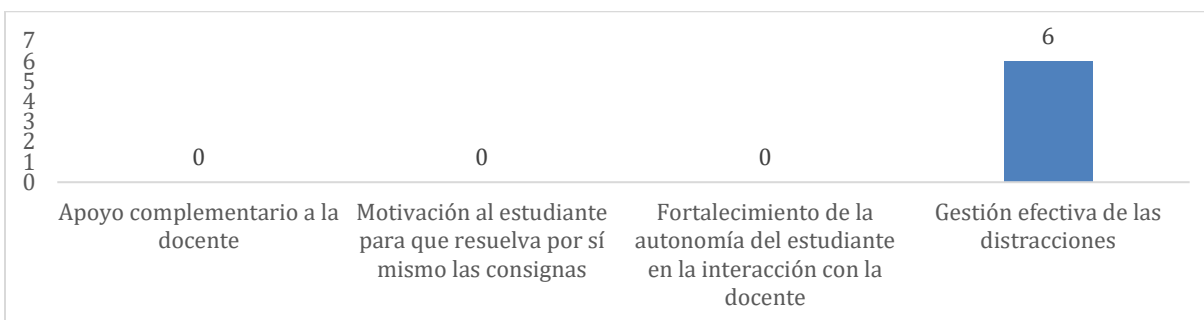 7
6
5
4
3
2
1
0
0
0
0
6
Apoyo complementario a la
docente
Motivación al estudiante
para que resuelva por sí
mismo las consignas
Fortalecimiento de la
autonomía del estudiante
en la interacción con la
docente
Gestión efectiva de las
distracciones